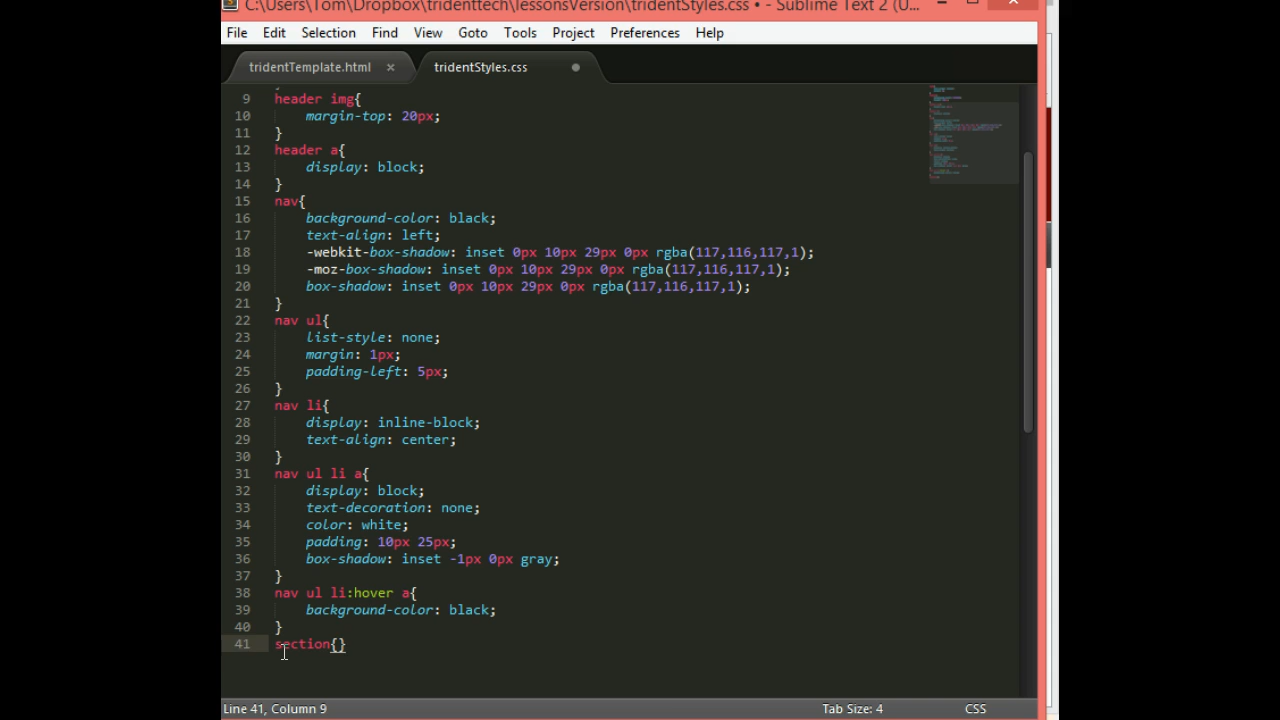 C:\Users\Tom\Dropbox\tridenttech\lessonsVersion\tridentStyles.css • - Sublime Text 2 (U...
File Edit Selection Find View Goto Tools Project Preferences Help
tridentTemplate.html × tridentStyles.css
9 header img{
10 margin-top: 20px;
11 }
12 header a{
13 display: block;
14 }
15 nav{
16 background-color: black;
17 text-align: left;
18 -webkit-box-shadow: inset 0px 10px 29px 0px rgba(117,116,117,1);
19 -moz-box-shadow: inset 0px 10px 29px 0px rgba(117,116,117,1);
20 box-shadow: inset 0px 10px 29px 0px rgba(117,116,117,1);
21 }
22 nav ul{
23 list-style: none;
24 margin: 1px;
25 padding-left: 5px;
26 }
27 nav li{
28 display: inline-block;
29 text-align: center;
30 }
31 nav ul li a{
32 display: block;
33 text-decoration: none;
34 color: white;
35 padding: 10px 25px;
36 box-shadow: inset -1px 0px gray;
37 }
38 nav ul li:hover a{
39 background-color: black;
40 }
41 section{}
Line 41, Column 9 Tab Size: 4 CSS